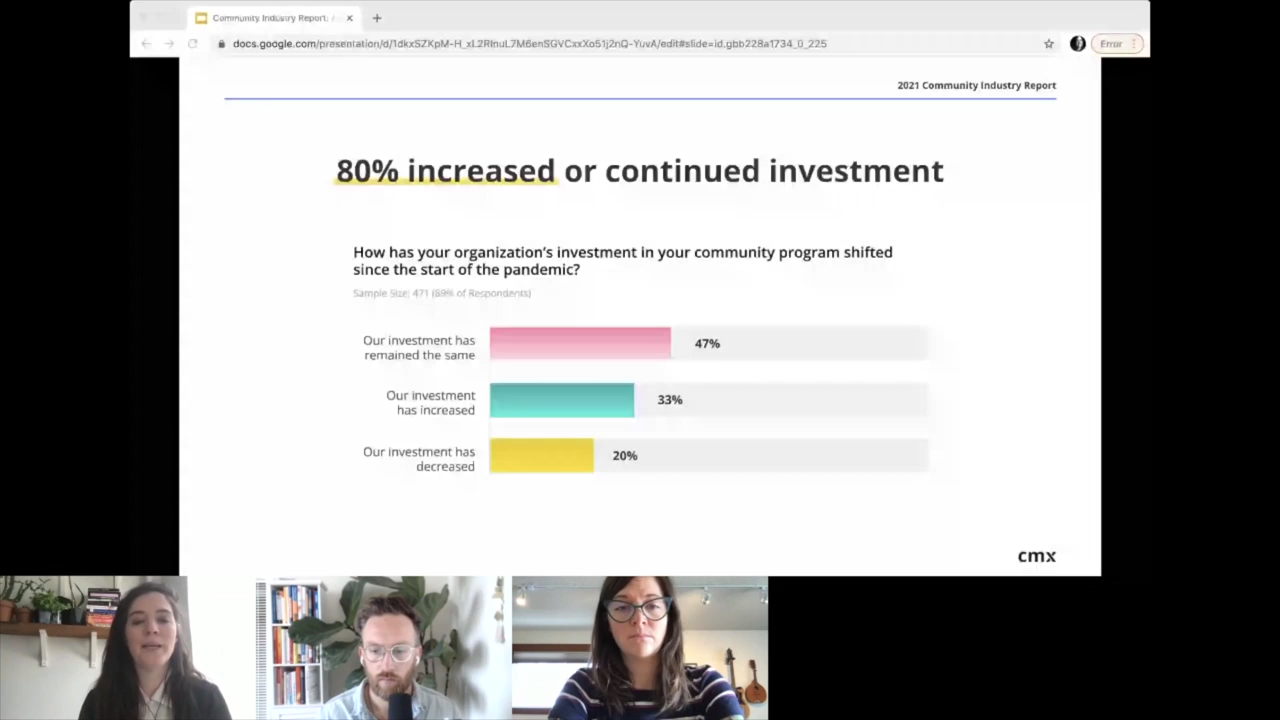 Community Industry Report:
docs.google.com/presentation/d/1dkxSZKpM-H_xL2RlnuL7M6enSGVCxxXo51j2nQ-YuvA/edit#slide=id.gbb228a1734_0_225
Error
2021 Community Industry Report
80% increased or continued investment
How has your organization's investment in your community program shifted
since the start of the pandemic?
Sample Size: 471 (69% of Respondents)
Our investment has
remained the same
47%
Our investment
has increased
33%
Our investment has
decreased
20%
cmx